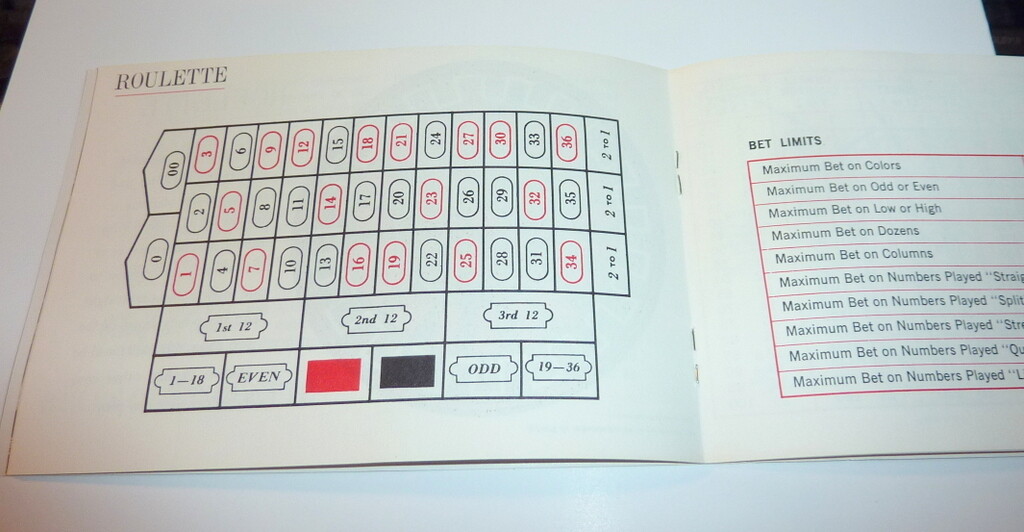 ROULETTE
00 3 6 9 12 15 18 21 24 27 30 33 36 2 to 1
2 5 8 11 14 17 20 23 26 29 32 35 2 to 1
0 1 4 7 10 13 16 19 22 25 28 31 34 2 to 1
1st 12 2nd 12 3rd 12
1—18 EVEN ODD 19—36
BET LIMITS
Maximum Bet on Colors
Maximum Bet on Odd or Even
Maximum Bet on Low or High
Maximum Bet on Dozens
Maximum Bet on Columns
Maximum Bet on Numbers Played "Straig
Maximum Bet on Numbers Played "Split
Maximum Bet on Numbers Played "Stre
Maximum Bet on Numbers Played "Qu
Maximum Bet on Numbers Played "L